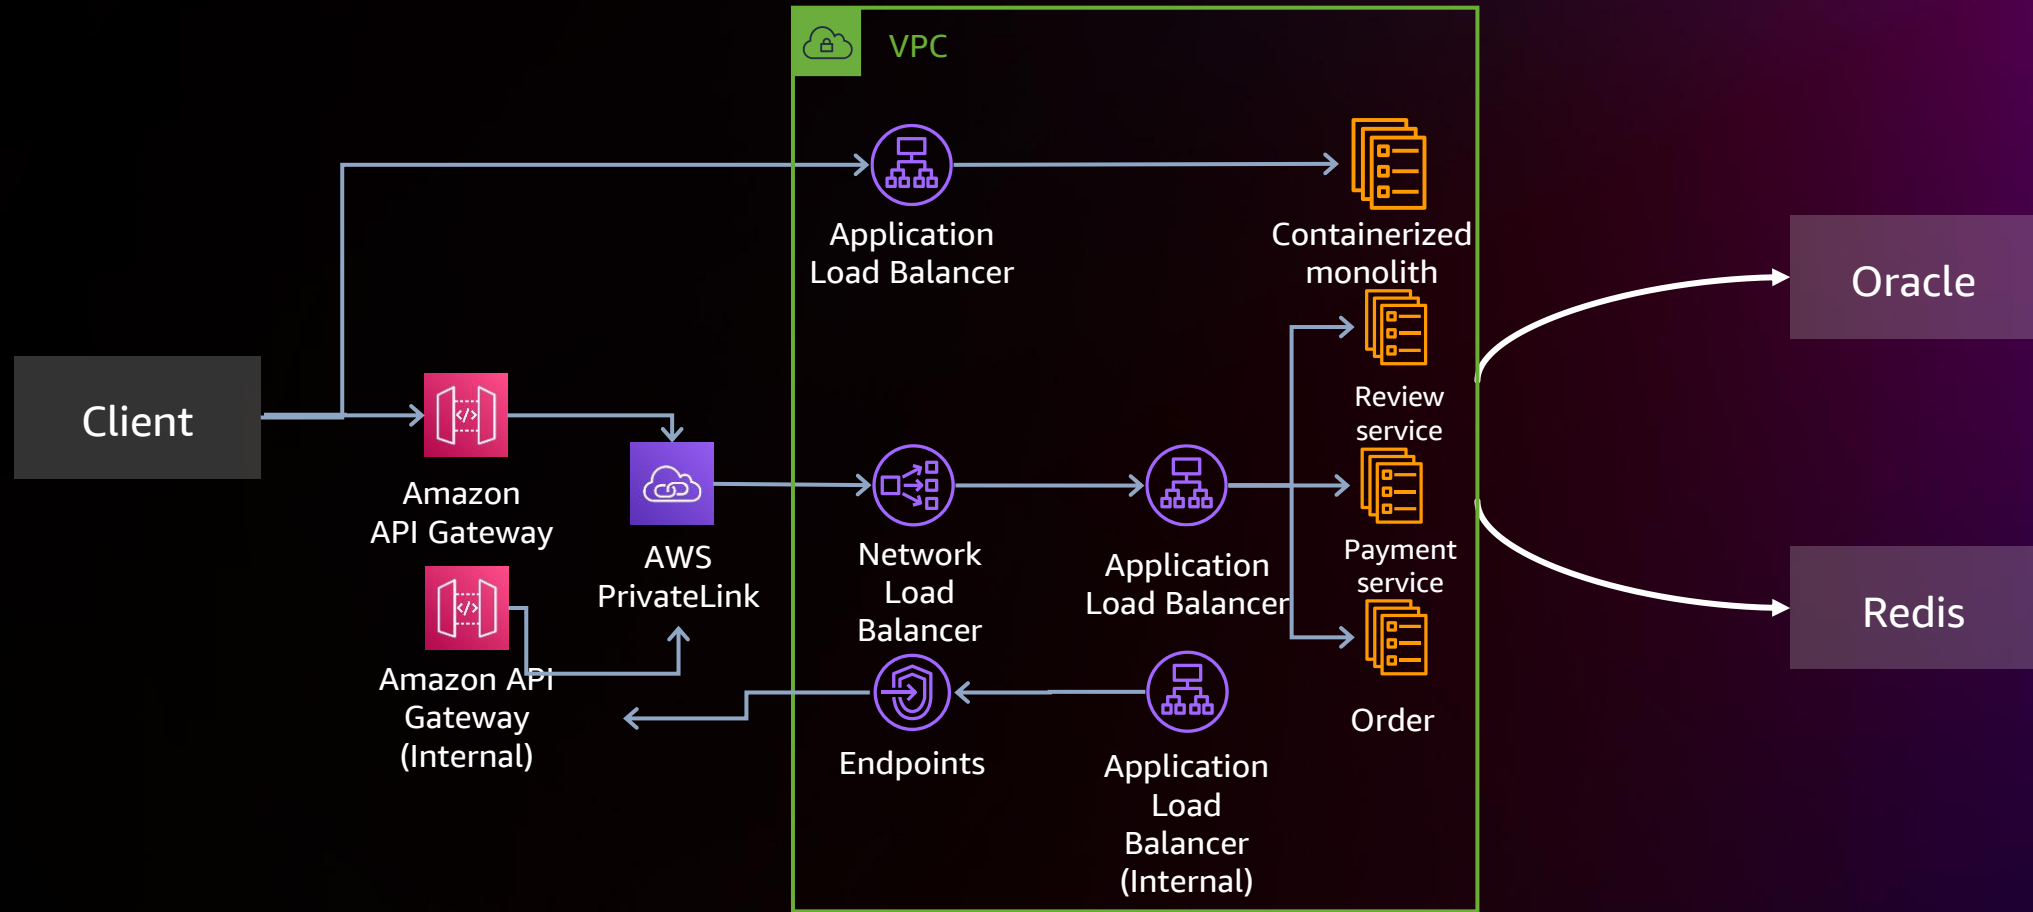 VPC
Application
Load Balancer
Containerized
monolith
Oracle
Client
Amazon
API Gateway
AWS
PrivateLink
Network
Load
Balancer
Application
Load Balancer
Review
service
Payment
service
Order
Redis
Amazon API
Gateway
(Internal)
Endpoints
Application
Load
Balancer
(Internal)